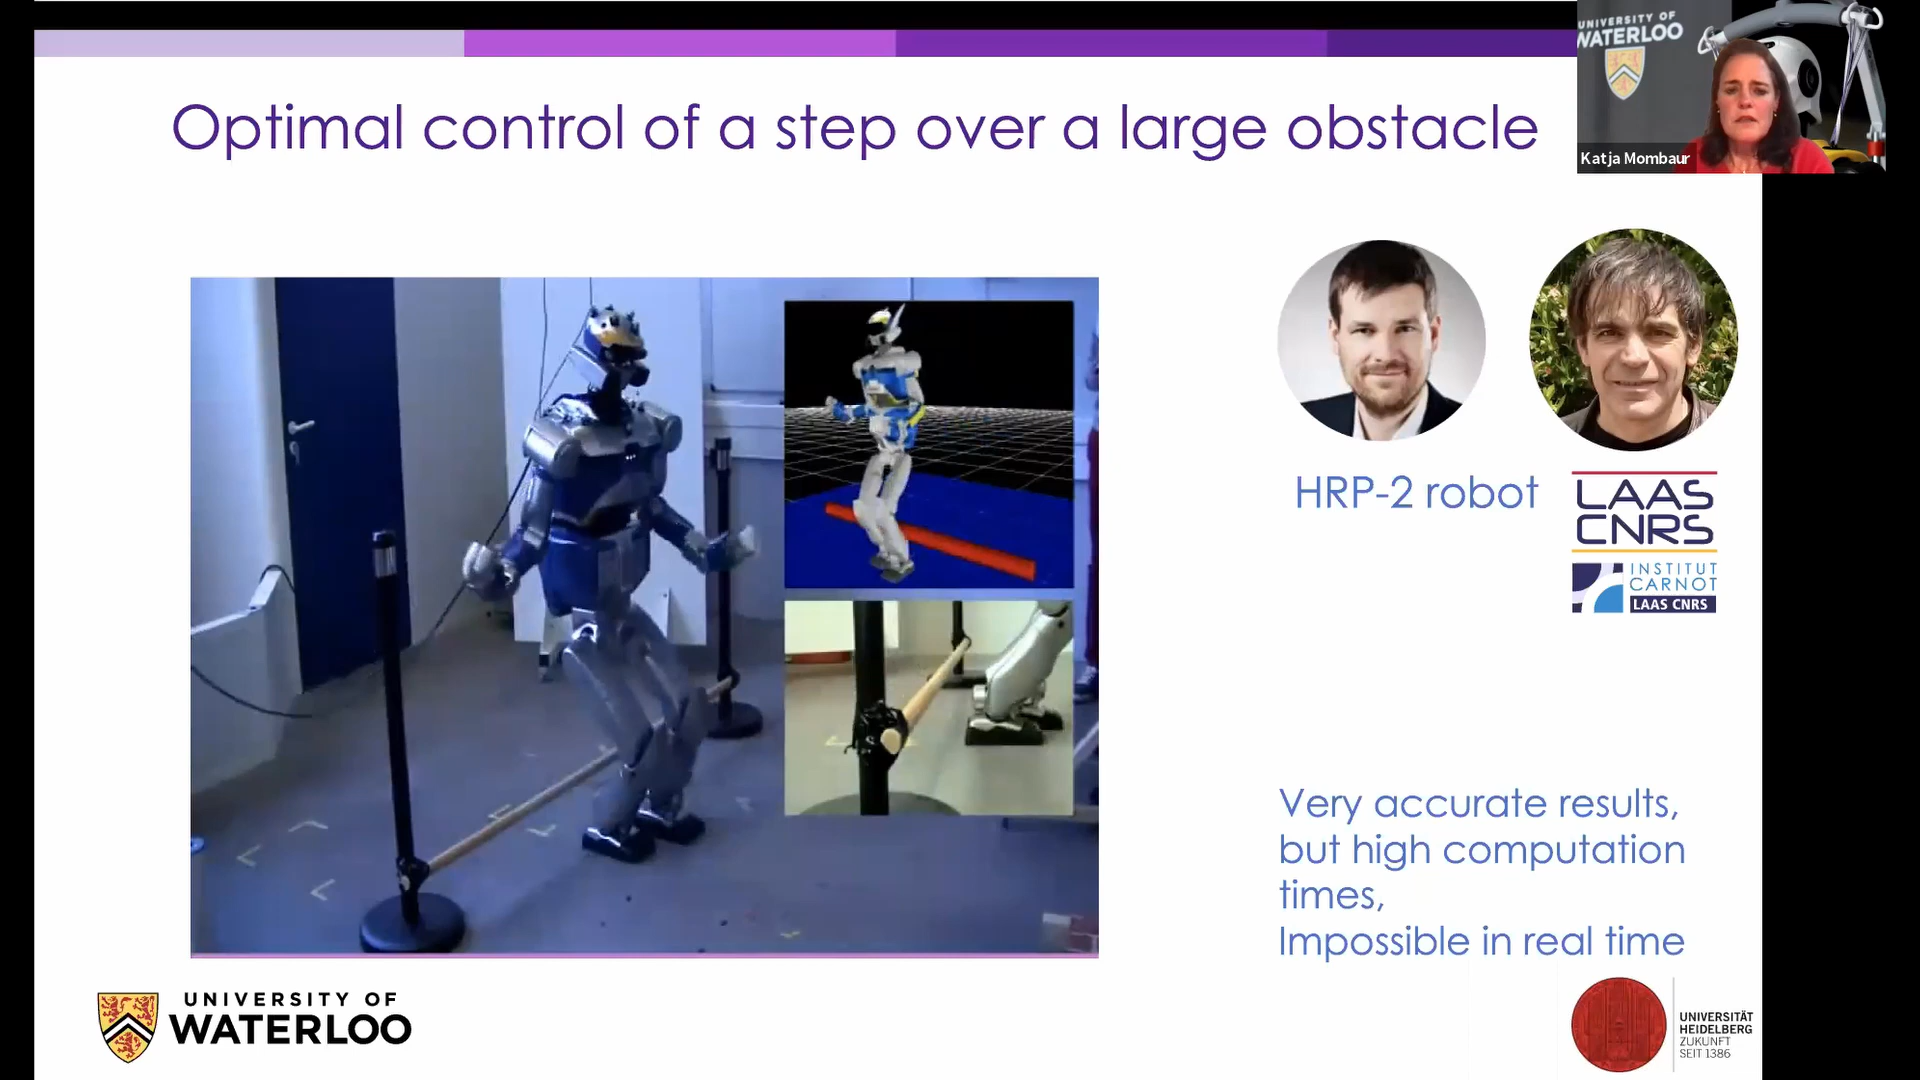 Optimal control of a step over a large obstacle
UNIVERSITY OF
WATERLOO
Katja Mombaur
HRP-2 robot
LAAS
CNRS
INSTITUT
CARNOT
LAAS CNRS
Very accurate results,
but high computation
times,
Impossible in real time
UNIVERSITY OF
WATERLOO
UNIVERSITÄT
HEIDELBERG
ZUKUNFT
SEIT 1386